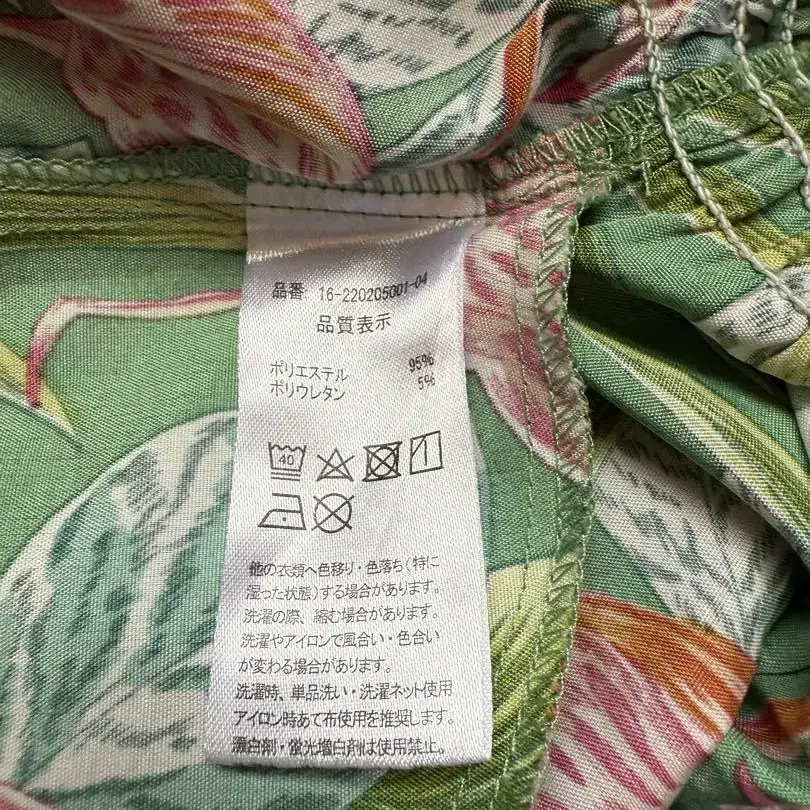 品番 16-220205001-04
品質表示
ポリエステル 95%
ポリウレタン 5%
40
他の衣類へ色移り・色落ち(特に
湿った状態)する場合があります。
洗濯の際、縮む場合があります。
洗濯やアイロンで風合い・色合い
が変わる場合があります。
洗濯時、単品洗い・洗濯ネット使用
アイロン時あて布使用を推奨します。
漂白剤・蛍光増白剤は使用禁止。